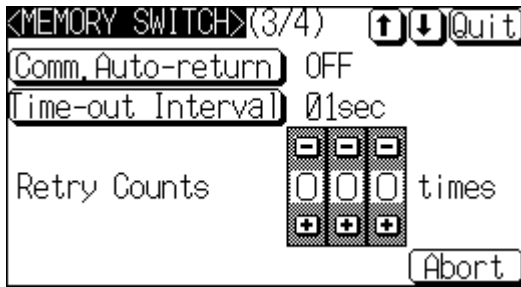 <MEMORY SWITCH>(3/4) ↑ ↓ Quit
Comm.Auto-return OFF
Time-out Interval 01sec
- - -
Retry Counts 000 times
+ + +
Abort